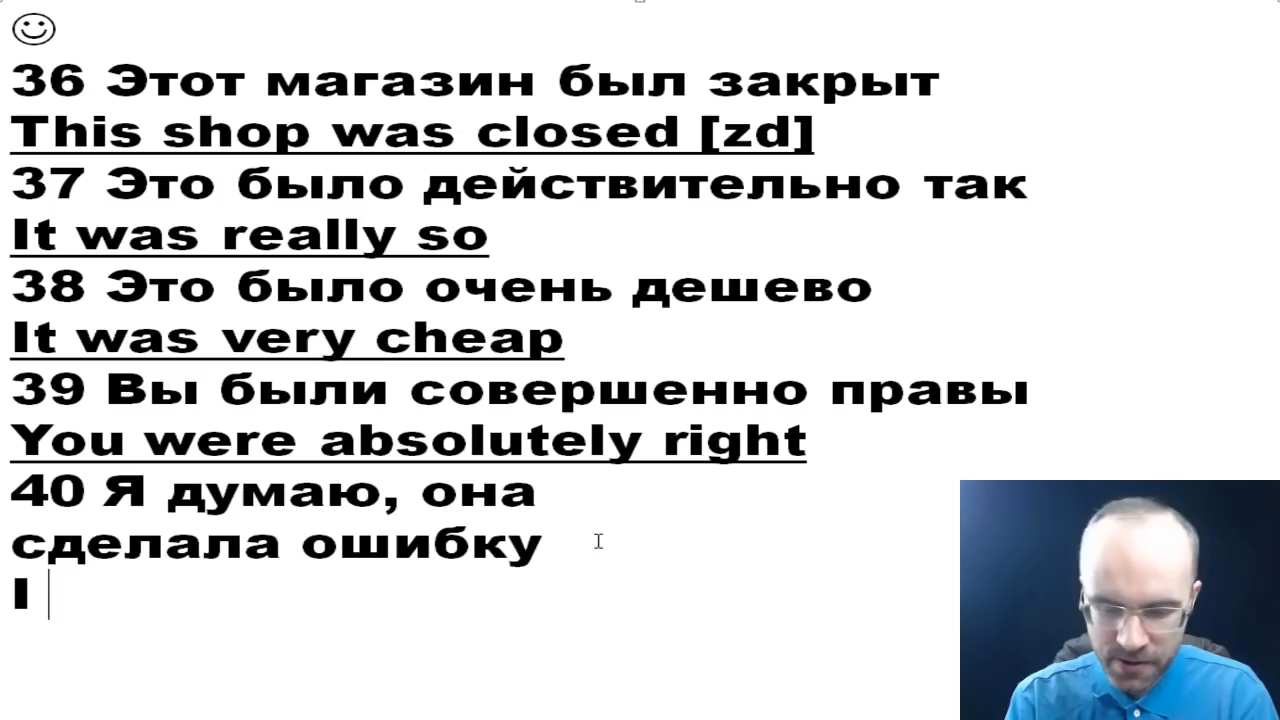 36 Этот магазин был закрыт
This shop was closed [zd]
37 Это было действительно так
It was really so
38 Это было очень дешево
It was very cheap
39 Вы были совершенно правы
You were absolutely right
40 Я думаю, она
сделала ошибку
I